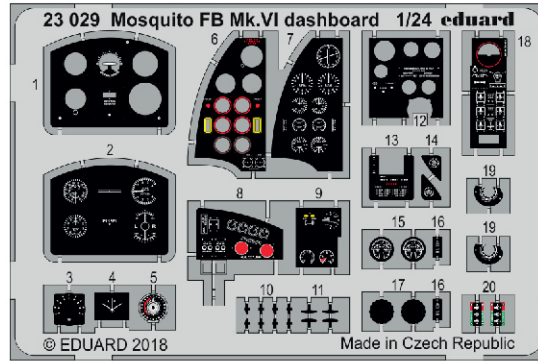 23 029 Mosquito FB Mk.VI dashboard 1/24 eduard
6 7 18
1
12
2
13 14
19
8 9
15 16
19
3 4 5
10 11
17 16 20
L R
© EDUARD 2018 Made in Czech Republic